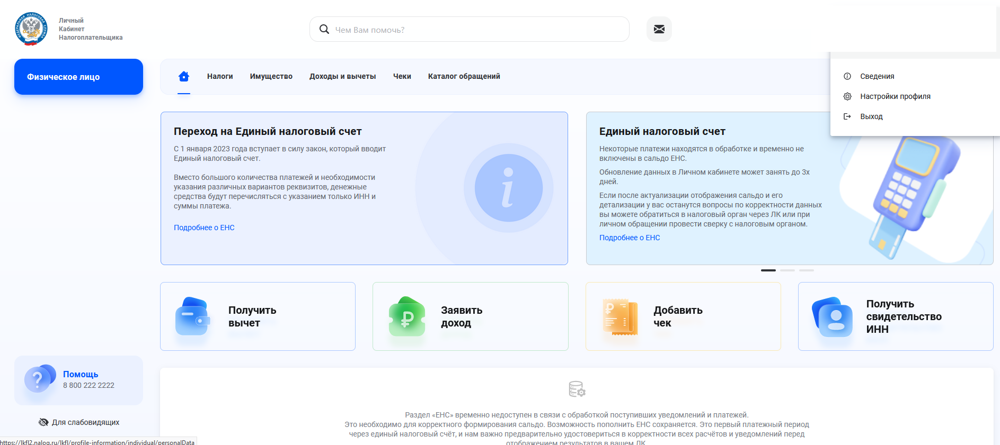 ФЕДЕРАЛЬНАЯ НАЛОГОВАЯ СЛУЖБА
Личный
Кабинет
Налогоплательщика
Чем Вам помочь?
Физическое лицо
Налоги
Имущество
Доходы и вычеты
Чеки
Каталог обращений
Сведения
Настройки профиля
Выход
Переход на Единый налоговый счет
С 1 января 2023 года вступает в силу закон, который вводит
Единый налоговый счет.
Вместо большого количества платежей и необходимости
указания различных вариантов реквизитов, денежные
средства будут перечисляться с указанием только ИНН и
суммы платежа.
Подробнее о ЕНС
Единый налоговый счет
Некоторые платежи находятся в обработке и временно не
включены в сальдо ЕНС.
Обновление данных в Личном кабинете может занять до 3х
дней.
Если после актуализации отображения сальдо и его
детализации у вас останутся вопросы по корректности данных
вы можете обратиться в налоговый орган через ЛК или при
личном обращении провести сверку с налоговым органом.
Подробнее о ЕНС
Получить
вычет
Заявить
доход
Добавить
чек
Получить
свидетельство
ИНН
Помощь
8 800 222 2222
Для слабовидящих
Раздел «ЕНС» временно недоступен в связи с обработкой поступивших уведомлений и платежей.
Это необходимо для корректного формирования сальдо. Возможность пополнить ЕНС сохраняется. Это первый платежный период
через единый налоговый счёт, и нам важно предварительно удостовериться в корректности всех расчётов и уведомлений перед
отображением результатов в вашем ЛК.
https://lkfl2.nalog.ru/lkfl/profile-information/individual/personalData